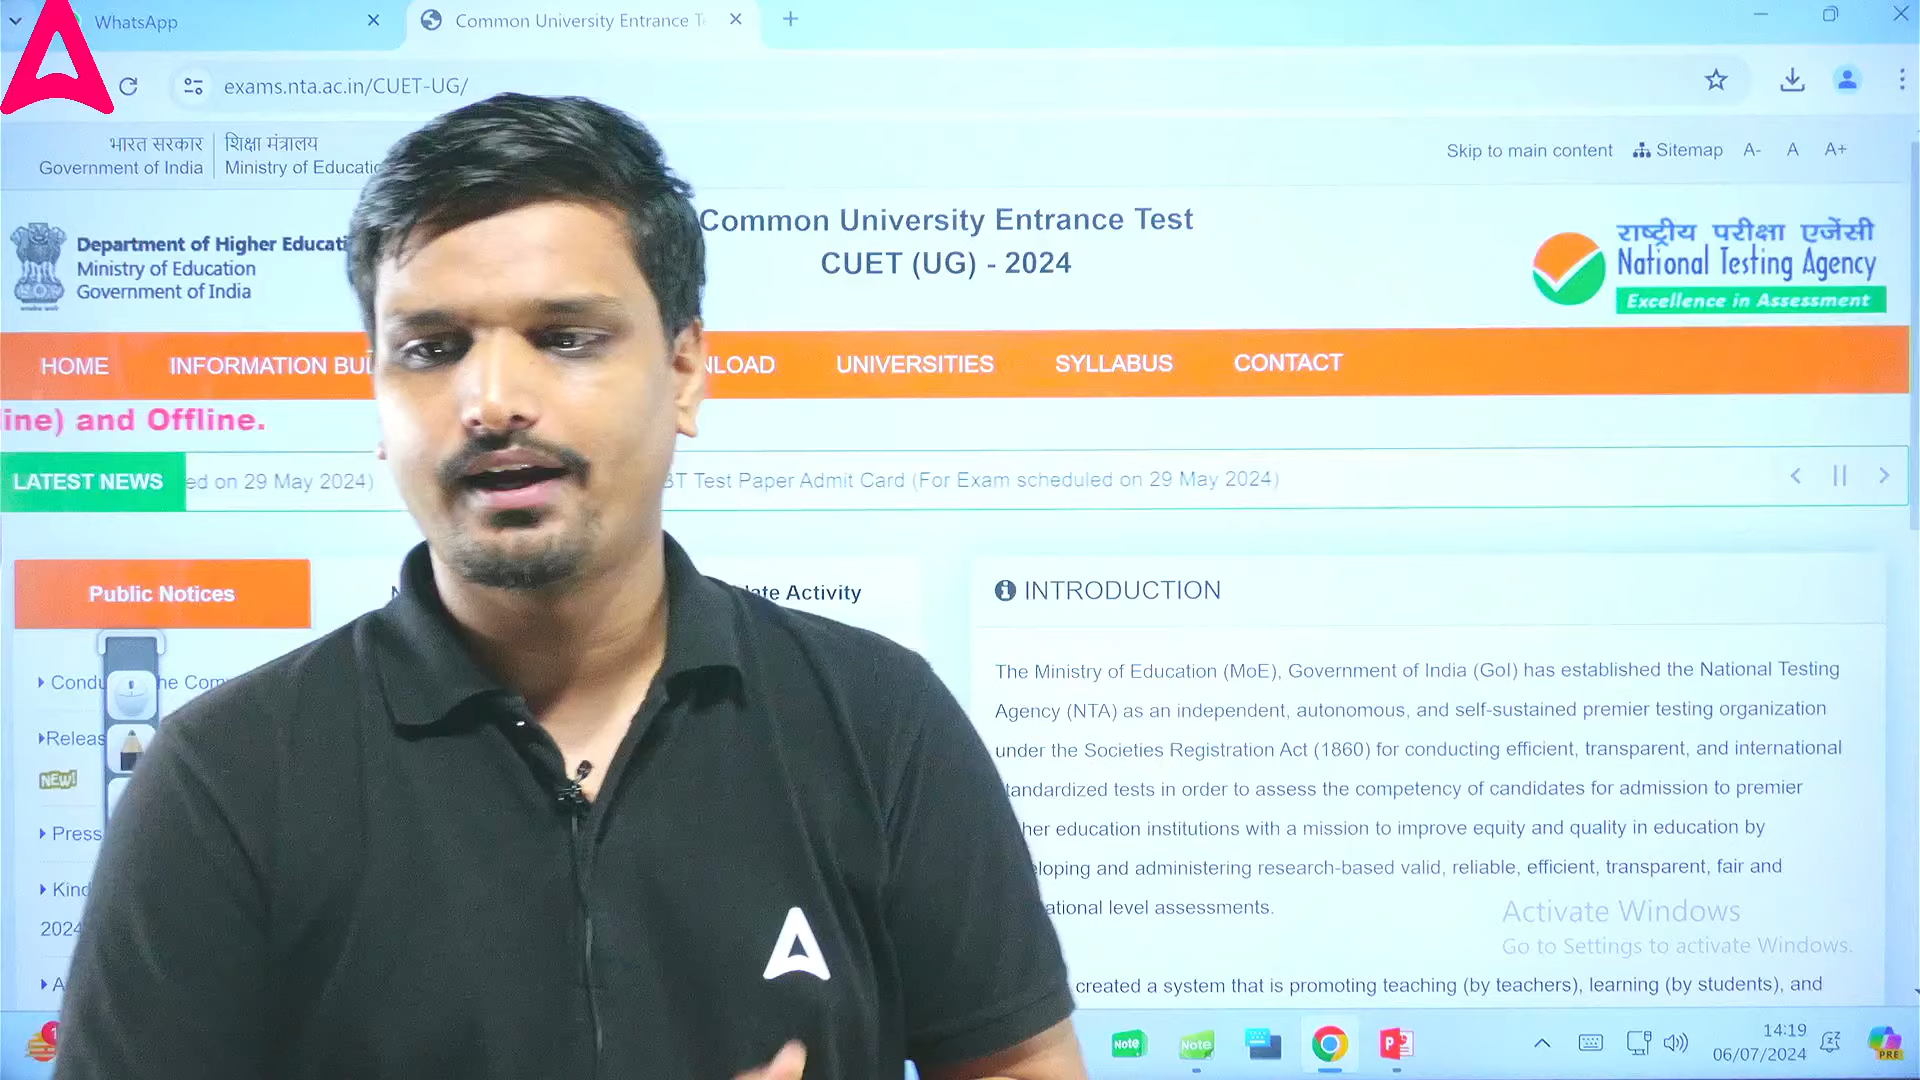 WhatsApp
Common University Entrance T
exams.nta.ac.in/CUET-UG/
भारत सरकार
Government of India
शिक्षा मंत्रालय
Ministry of Educatio
Skip to main content
Sitemap
A-
A
A+
Department of Higher Educati
Ministry of Education
Government of India
Common University Entrance Test
CUET (UG) - 2024
राष्ट्रीय परीक्षा एजेंसी
National Testing Agency
Excellence in Assessment
HOME
INFORMATION BUL
NLOAD
UNIVERSITIES
SYLLABUS
CONTACT
ine) and Offline.
LATEST NEWS
ed on 29 May 2024)
BT Test Paper Admit Card (For Exam scheduled on 29 May 2024)
Public Notices
ate Activity
INTRODUCTION
Condu
he Com
Releas
NEW!
Press
Kind
2024
A
The Ministry of Education (MoE), Government of India (GoI) has established the National Testing
Agency (NTA) as an independent, autonomous, and self-sustained premier testing organization
under the Societies Registration Act (1860) for conducting efficient, transparent, and international
tandardized tests in order to assess the competency of candidates for admission to premier
her education institutions with a mission to improve equity and quality in education by
eloping and administering research-based valid, reliable, efficient, transparent, fair and
ational level assessments.
created a system that is promoting teaching (by teachers), learning (by students), and
Activate Windows
Go to Settings to activate Windows.
Note
Note
14:19
06/07/2024
PRE